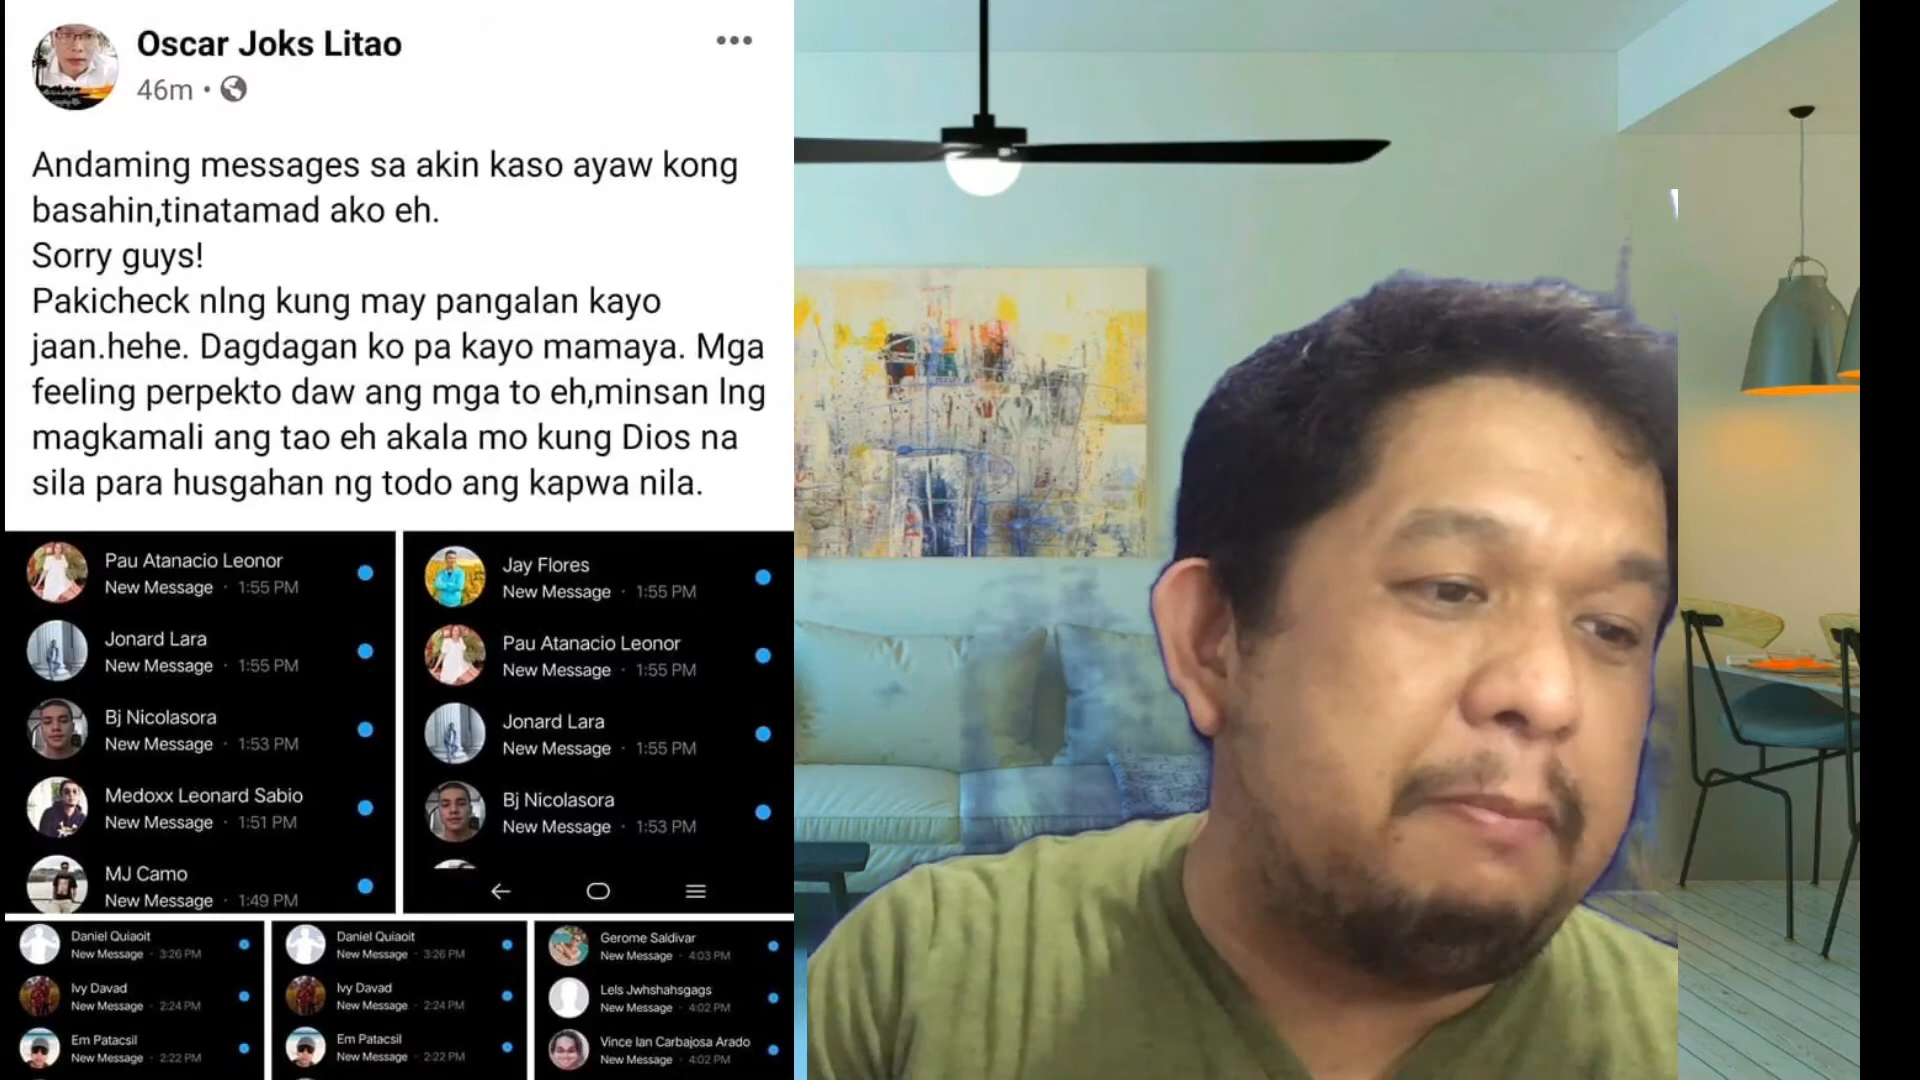 Oscar Joks Litao
46m
Andaming messages sa akin kaso ayaw kong
basahin,tinatamad ako eh.
Sorry guys!
Pakicheck nlng kung may pangalan kayo
jaan.hehe. Dagdagan ko pa kayo mamaya. Mga
feeling perpekto daw ang mga to eh,minsan lng
magkamali ang tao eh akala mo kung Dios na
sila para husgahan ng todo ang kapwa nila.
Pau Atanacio Leonor
New Message · 1:55 PM
Jonard Lara
New Message · 1:55 PM
Bj Nicolasora
New Message · 1:53 PM
Medoxx Leonard Sabio
New Message · 1:51 PM
MJ Camo
New Message · 1:49 PM
Jay Flores
New Message · 1:55 PM
Pau Atanacio Leonor
New Message · 1:55 PM
Jonard Lara
New Message · 1:55 PM
Bj Nicolasora
New Message · 1:53 PM
Daniel Quiaoit
New Message · 3:26 PM
Ivy Davad
New Message · 2:24 PM
Em Patacsil
New Message · 2:22 PM
Daniel Quiaoit
New Message · 3:26 PM
Ivy Davad
New Message · 2:24 PM
Em Patacsil
New Message · 2:22 PM
Gerome Saldivar
New Message · 4:03 PM
Lels Jwhshahsgags
New Message · 4:02 PM
Vince Ian Carbajosa Arado
New Message · 4:02 PM